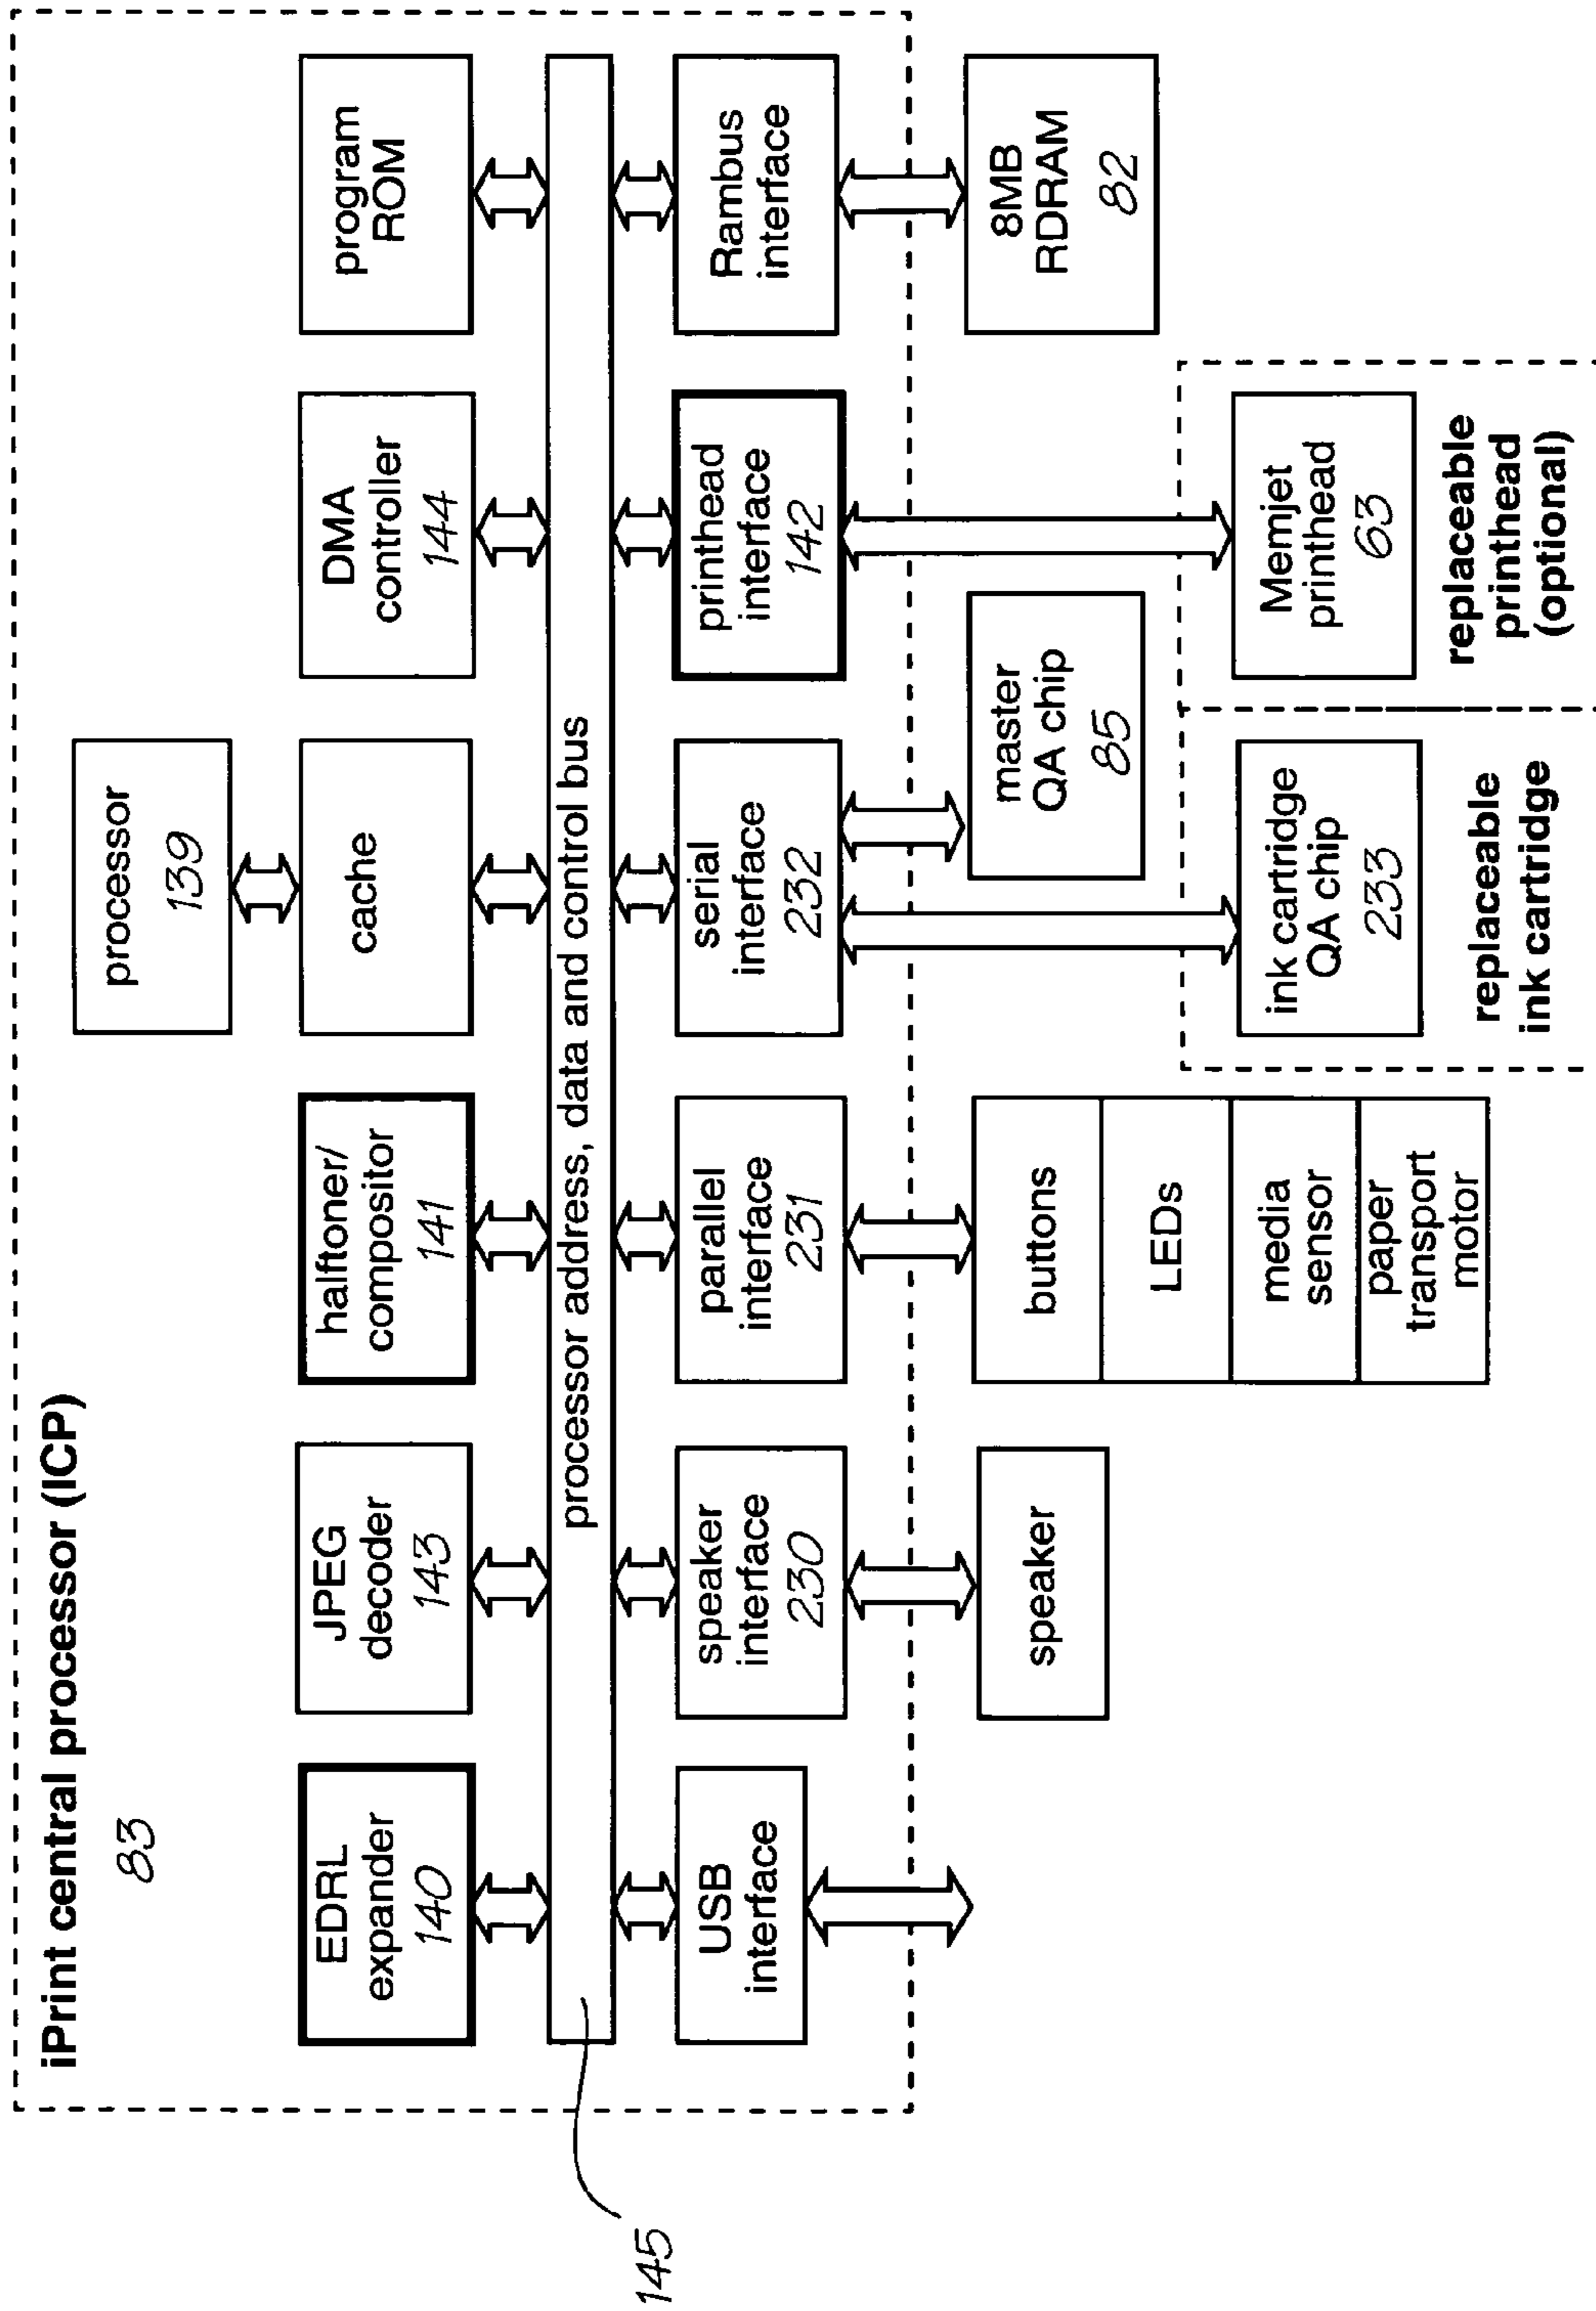 iPrint central processor (ICP)
83
processor
139
EDRL
expander
140
JPEG
decoder
143
halftoner/
compositor
141
cache
DMA
controller
144
program
ROM
processor address, data and control bus
145
USB
interface
speaker
interface
230
parallel
interface
231
serial
interface
232
printhead
interface
142
Rambus
interface
speaker
buttons
LEDs
media
sensor
paper
transport
motor
master
QA chip
85
8MB
RDRAM
82
ink cartridge
QA chip
233
replaceable
ink cartridge
Memjet
printhead
63
replaceable
printhead
(optional)